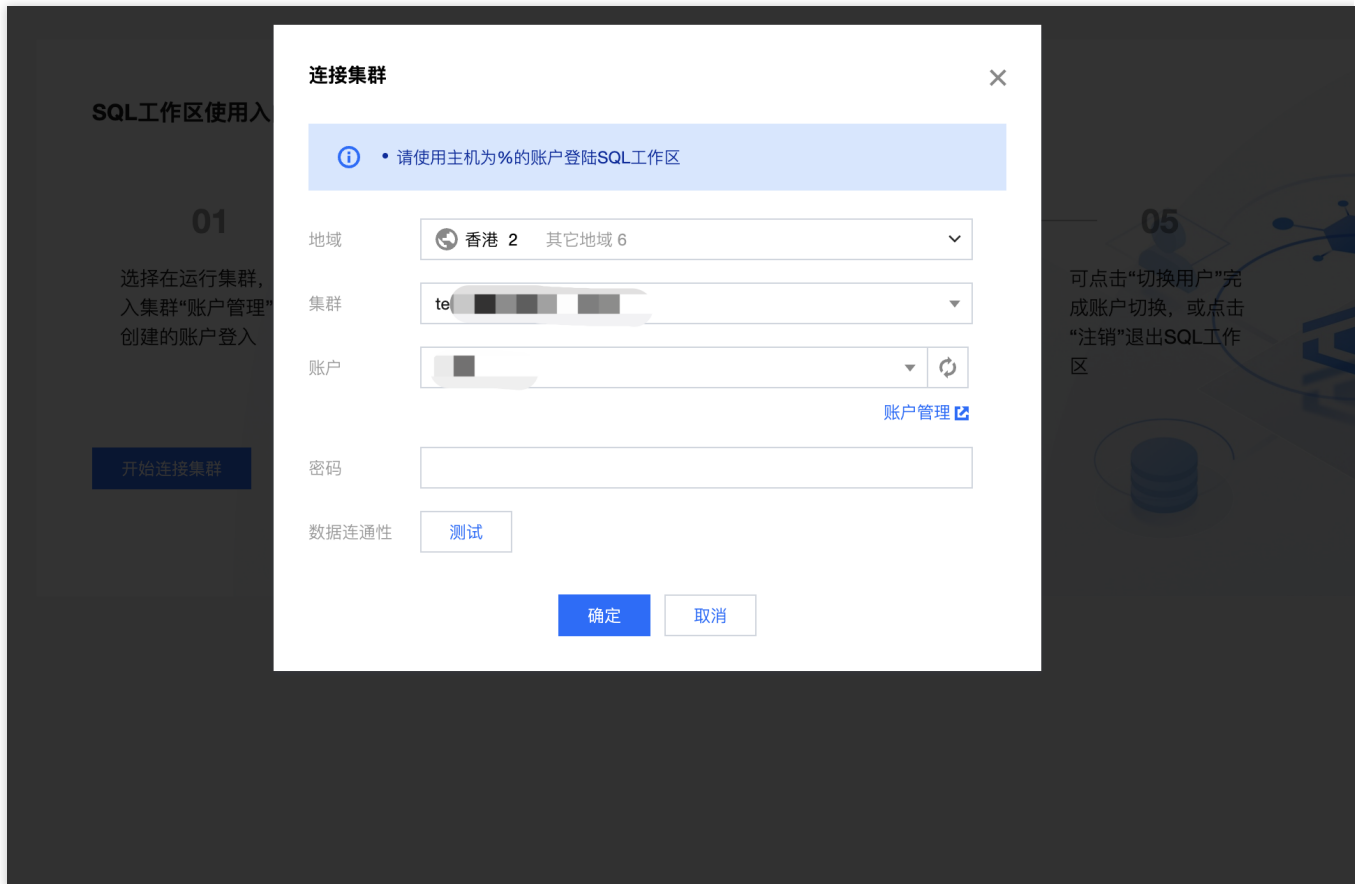 连接集群
SQL工作区使用入
• 请使用主机为%的账户登陆SQL工作区
01
选择在运行集群，
入集群“账户管理”
创建的账户登入
开始连接集群
地域
香港 2 其它地域 6
集群
te
账户
账户管理
密码
数据连通性
测试
确定
取消
05
可点击“切换用户”完
成账户切换，或点击
“注销”退出SQL工作
区